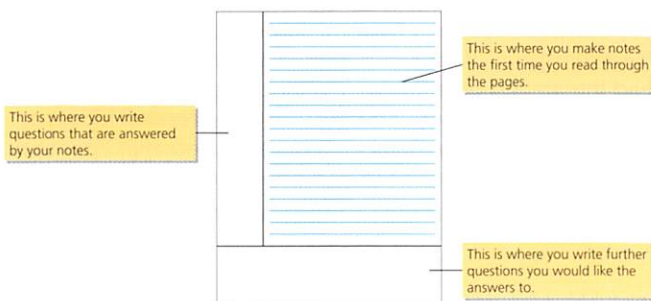 This is where you make notes
the first time you read through
the pages.
This is where you write
questions that are answered
by your notes.
This is where you write further
questions you would like the
answers to.